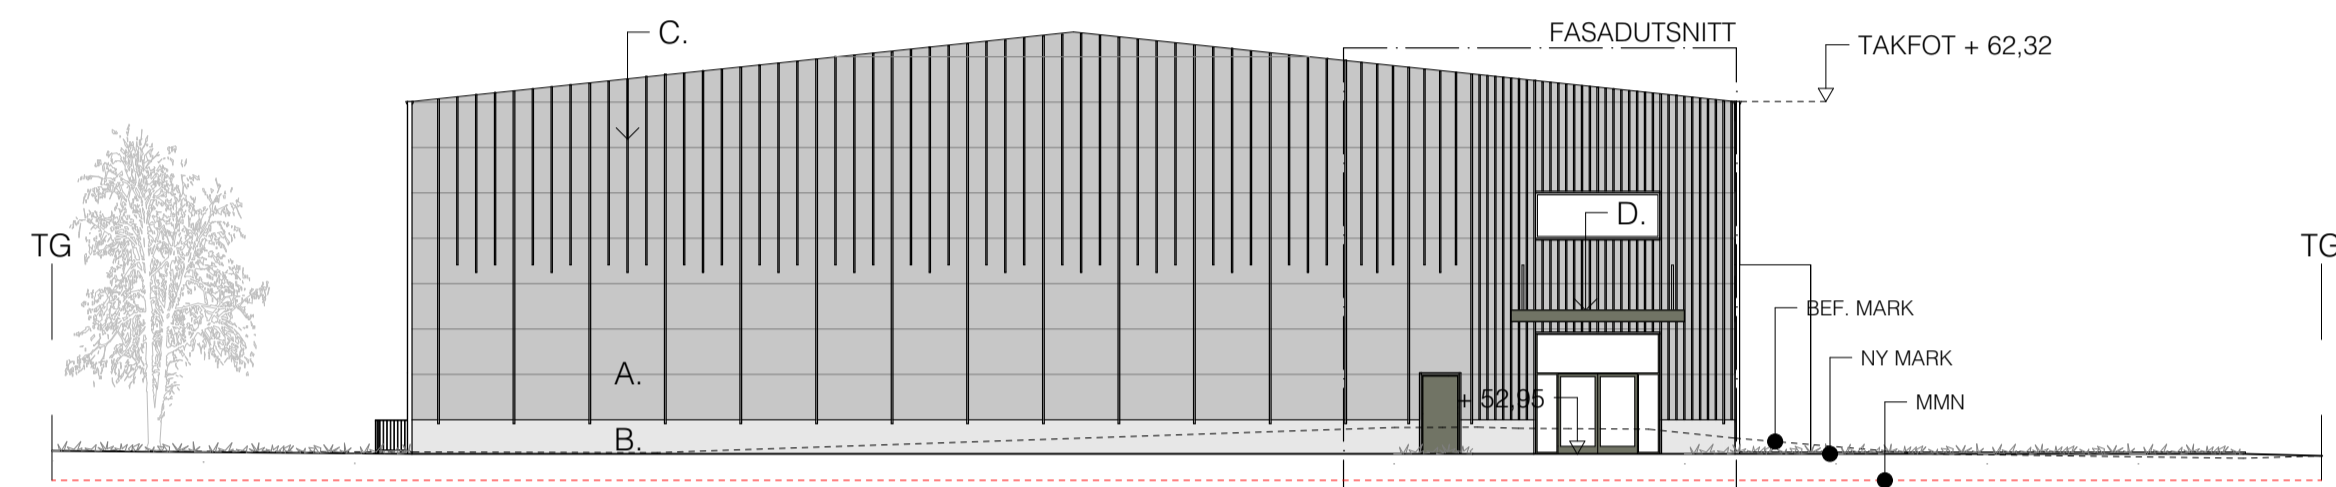 C.
FASADUTSNITT
TAKFOT + 62,32
TG
D.
TG
BEF. MARK
NY MARK
A.
+ 52,95
MMN
B.